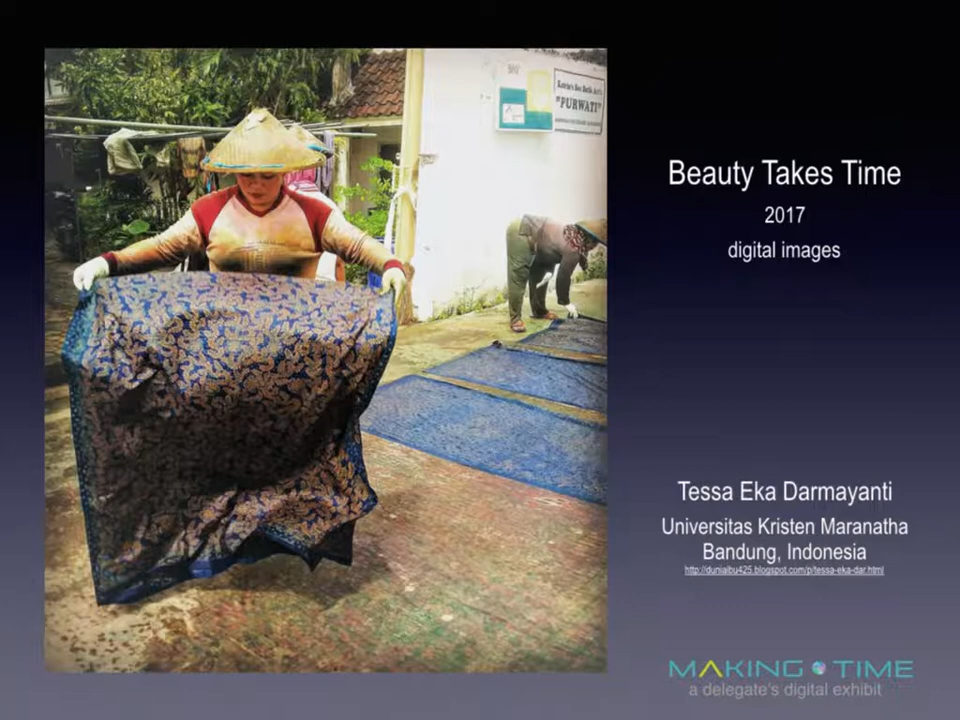 "PURWATI"
Beauty Takes Time
2017
digital images
Tessa Eka Darmayanti
Universitas Kristen Maranatha
Bandung, Indonesia
http://duniaibu425.blogspot.com/p/tessa-eka-dar.html
MAKING TIME
a delegate's digital exhibit